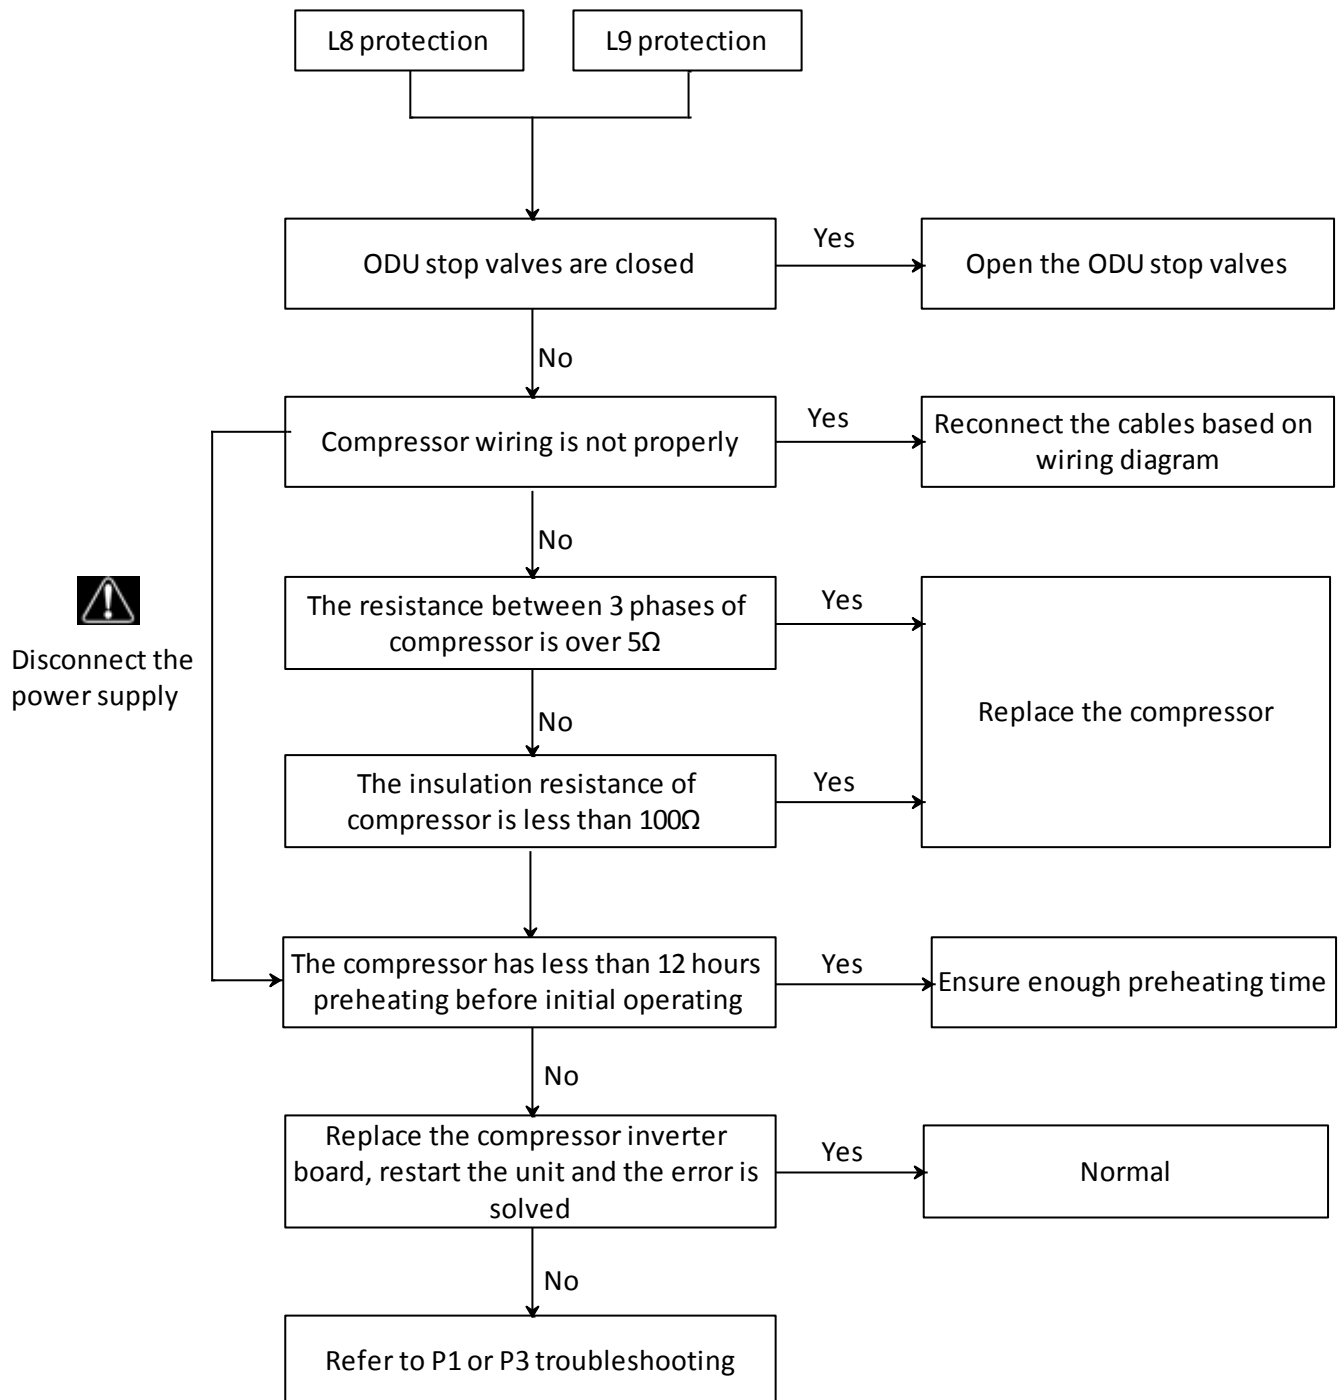 L8 protection
L9 protection
ODU stop valves are closed
Yes
Open the ODU stop valves
No
Compressor wiring is not properly
Yes
Reconnect the cables based on
wiring diagram
No
Disconnect the
power supply
The resistance between 3 phases of
compressor is over 5Ω
Yes
Replace the compressor
No
The insulation resistance of
compressor is less than 100Ω
Yes
The compressor has less than 12 hours
preheating before initial operating
Yes
Ensure enough preheating time
No
Replace the compressor inverter
board, restart the unit and the error is
solved
Yes
Normal
No
Refer to P1 or P3 troubleshooting